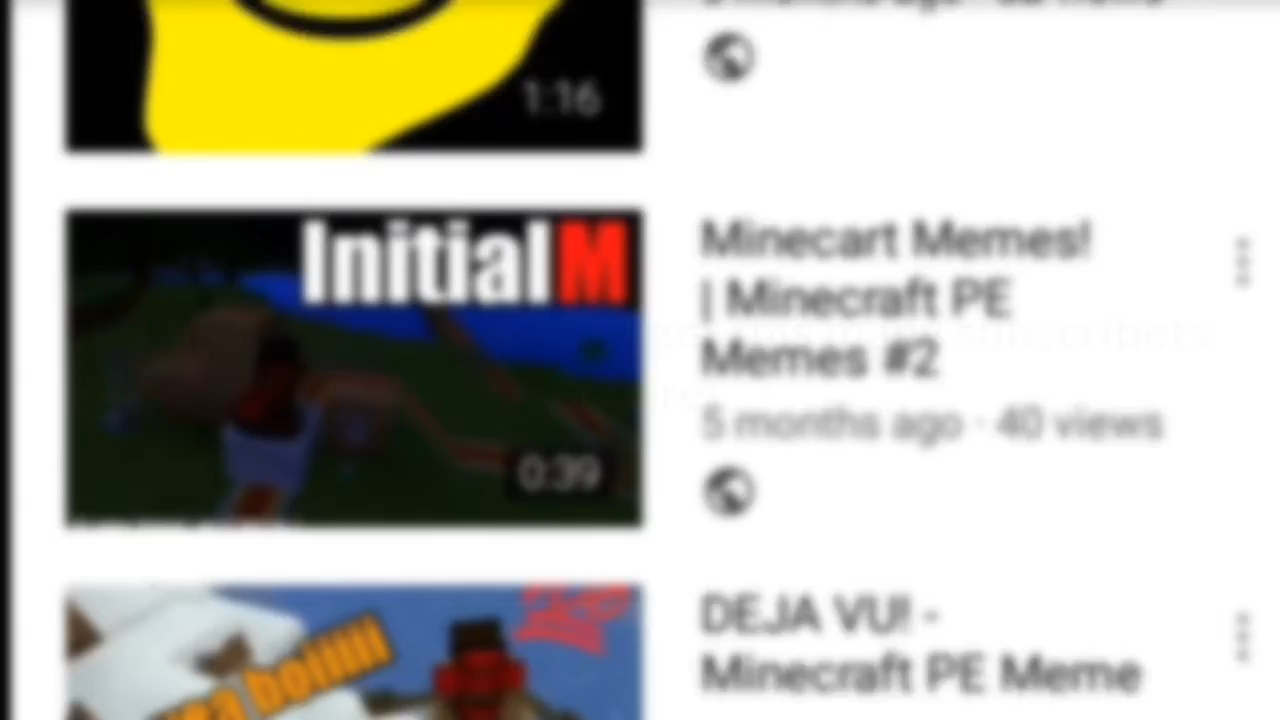 1:16
InitialM
0:39
Minecart Memes!
| Minecraft PE
Memes #2
5 months ago · 40 views
boiiiii
DEJA VU! -
Minecraft PE Meme